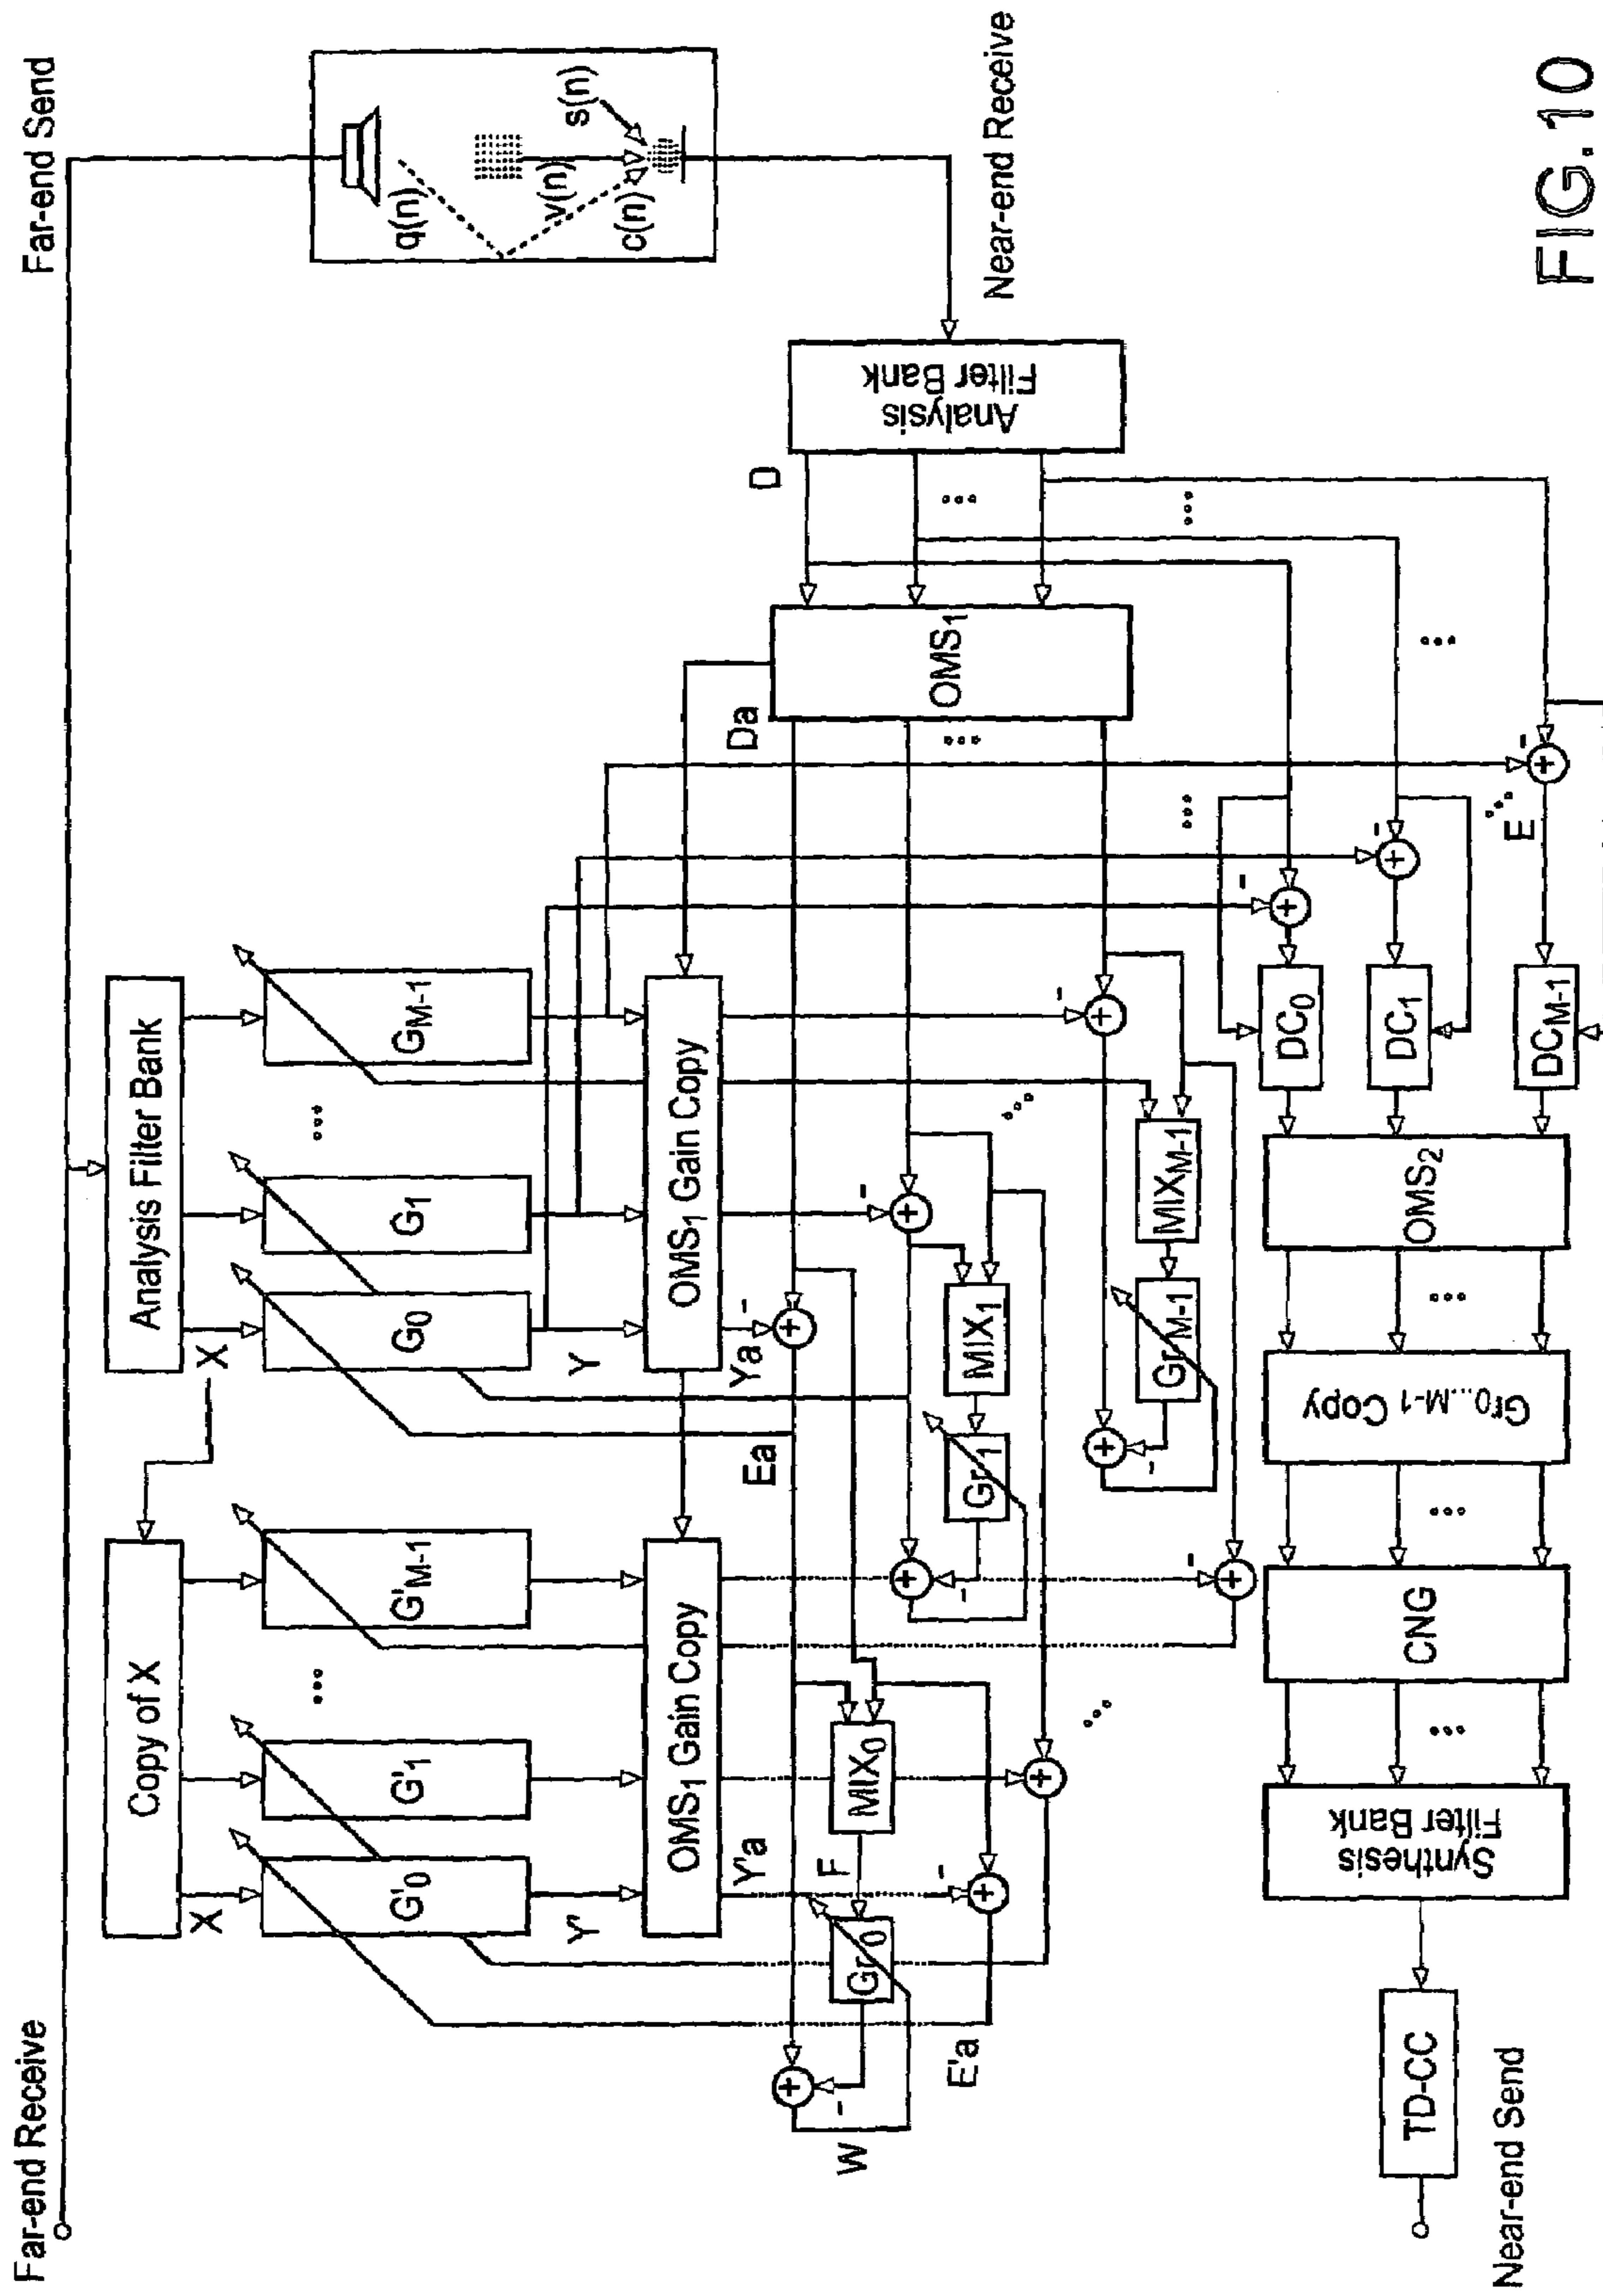 Far-end Receive
Far-end Send
Copy of X
X
Analysis Filter Bank
X
G'0
G'1
...
G'M-1
G0
G1
...
GM-1
q(n)
v(n)
s(n)
c(n)
Y'
Y
OMS1 Gain Copy
OMS1 Gain Copy
Y'a
Ya
-
-
-
Ea
Da
D
...
...
OMS1
Analysis
Filter Bank
Near-end Receive
W
-
Gr0
F
MIX0
-
E'a
-
Gr1
MIX1
...
-
-
GrM-1
MIXM-1
...
...
...
...
-
-
-
E
...
TD-CC
Synthesis
Filter Bank
...
CNG
...
Gr0...M-1 Copy
...
OMS2
DC0
DC1
DCM-1
Near-end Send
FIG. 10